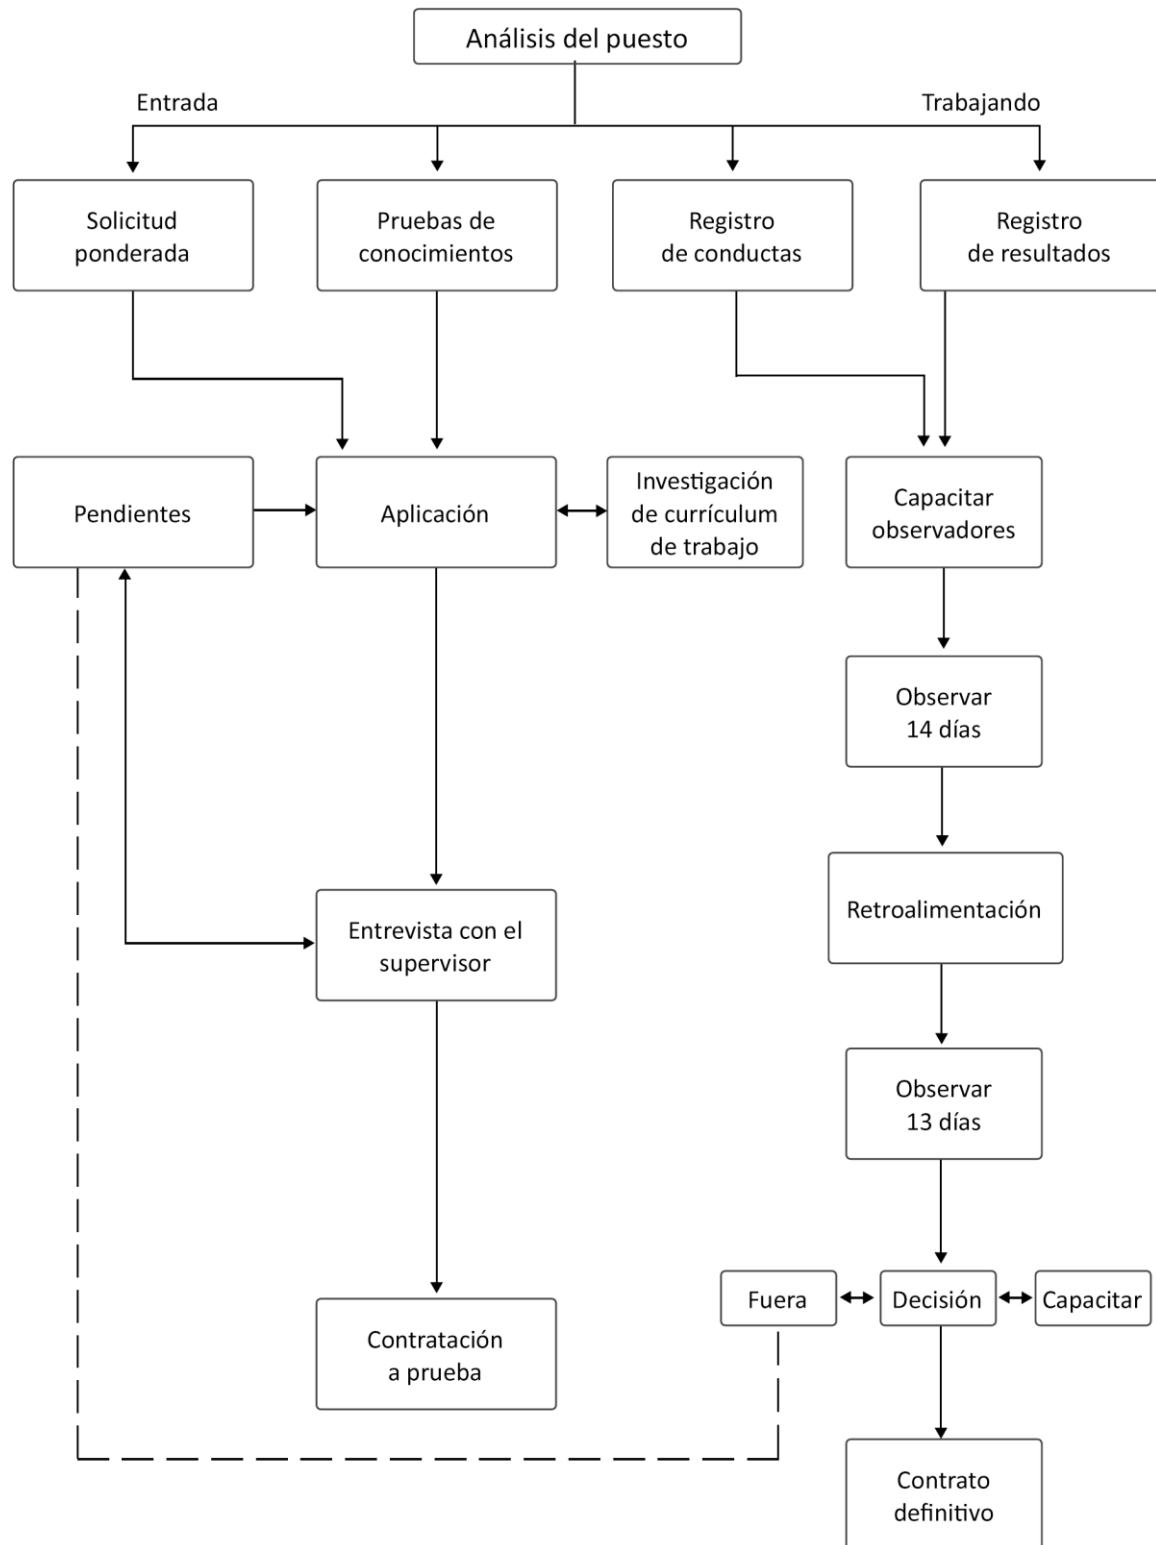 Análisis del puesto
Entrada
Trabajando
Solicitud
ponderada
Pruebas de
conocimientos
Registro
de conductas
Registro
de resultados
Pendientes
Aplicación
Investigación
de currículum
de trabajo
Capacitar
observadores
Observar
14 días
Retroalimentación
Entrevista con el
supervisor
Observar
13 días
Fuera
Decisión
Capacitar
Contratación
a prueba
Contrato
definitivo